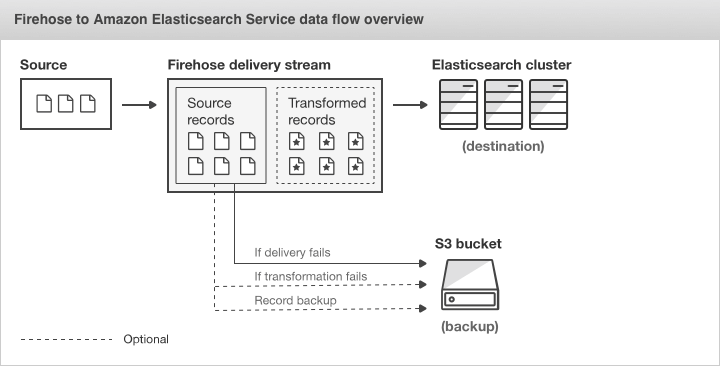 Firehose to Amazon Elasticsearch Service data flow overview
Source
Firehose delivery stream
Elasticsearch cluster
Source
records
Transformed
records
(destination)
S3 bucket
If delivery fails
If transformation fails
Record backup
(backup)
Optional